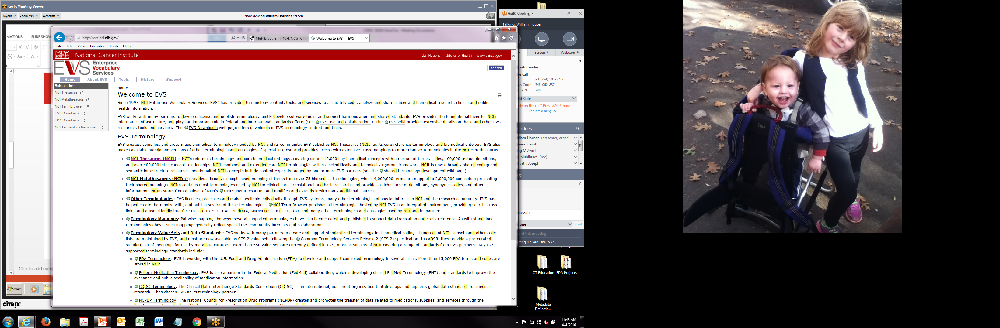 GoToMeeting Viewer
Layout Zoom: 99% Webcams
Now viewing William Houser's screen
GoToMeeting
Talking: William Houser
Screen Webcam
?
puter audio
e call
: +1 (224) 501-3217
ss Code : 348-060-837
o PIN : 240
ed States
dy on the call? Press #240# now.
Problem dialing in?
endees 9
liam Houser (presenter, organi...
evers, Carol
ig M Zwickl
n Muhlbradt (me)
rvath, Joseph
?
message
yone Send
ord this meeting
ting ID: 348-060-837
IMATIONS SLIDE SHOW
http://evs.nci.nih.gov/
Muhlbradt, Erin (NIH/NCI) [C] ...
Welcome to EVS — EVS
File Edit View Favorites Tools Help
NATIONAL CANCER INSTITUTE
National Cancer Institute
U.S. National Institutes of Health | www.cancer.gov
EVS Enterprise Vocabulary Services
search
Home About EVS Tools History Support
Related Links
NCI Thesaurus
NCI Metathesaurus
NCI Term Browser
EVS Downloads
FDA Downloads
NCI Terminology Resources
home
Welcome to EVS
Since 1997, NCI Enterprise Vocabulary Services (EVS) has provided terminology content, tools, and services to accurately code, analyze and share cancer and biomedical research, clinical and public
health information.
EVS works with many partners to develop, license and publish terminology, jointly develop software tools, and support harmonization and shared standards. EVS provides the foundational layer for NCI's
informatics infrastructure, and plays an important role in federal and international standards efforts (see EVS Use and Collaborations). The EVS Wiki provides extensive details on these and other EVS
resources, tools and services. The EVS Downloads web page offers downloads of EVS terminology content and tools.
EVS Terminology
EVS creates, compiles, and cross-maps biomedical terminology needed by NCI and its community. EVS publishes NCI Thesaurus (NCIt) as its core reference terminology and biomedical ontology. EVS also
makes available standalone versions of other terminologies and ontologies of special interest, and provides access with extensive cross-mappings to more than 75 terminologies in the NCI Metathesaurus.
NCI Thesaurus (NCIt) is NCI's reference terminology and core biomedical ontology, covering some 110,000 key biomedical concepts with a rich set of terms, codes, 100,000 textual definitions,
and over 400,000 inter-concept relationships. NCIt combined and extended core NCI terminologies within a scientifically and technically rigorous framework. NCIt is now a broadly shared coding and
semantic infrastructure resource – nearly half of NCIt concepts include content explicitly tagged by one or more EVS partners (see the shared terminology development wiki page).
NCI Metathesaurus (NCIm) provides a broad, concept-based mapping of terms from over 75 biomedical terminologies, whose 4,000,000 terms are mapped to 2,000,000 concepts representing
their shared meanings. NCIm contains most terminologies used by NCI for clinical care, translational and basic research, and provides a rich source of definitions, synonyms, codes, and other
information. NCIm starts from a subset of NLM's UMLS Metathesaurus, and modifies and extends it with many additional sources.
Other Terminologies: EVS licenses, processes and makes available individually through EVS systems, many other terminologies of special interest to NCI and the research community. EVS has
helped create, harmonize with, and publish several of these terminologies. NCI Term Browser publishes all terminologies hosted by NCI EVS in an integrated environment, providing search, cross-
links, and a user friendly interface to ICD-9-CM, CTCAE, MedDRA, SNOMED CT, NDF-RT, GO, and many other terminologies and ontologies used by NCI and its partners.
Terminology Mappings: Pairwise mappings between several supported terminologies have also been created and published to support data translation and cross-reference. As with standalone
terminologies above, such mappings generally reflect special EVS community interests and collaborations.
Terminology Value Sets and Data Standards: EVS works with many partners to create and support standardized terminology for biomedical coding. Hundreds of NCIt subsets and other code
lists are maintained by EVS, and most are now available as CTS 2 value sets following the Common Terminology Services Release 2 (CTS 2) specification. In caDSR, they provide a pre-curated
standard set of meanings for use by metadata curators. More than 550 value sets are currently defined in EVS, most as subsets of NCIt covering a range of standards from EVS partners. Key EVS
supported terminology standards include:
FDA Terminology: EVS is working with the U.S. Food and Drug Administration (FDA) to develop and support controlled terminology in several areas. More than 15,000 FDA terms and codes are
stored in NCIt.
Federal Medication Terminology: EVS is also a partner in the Federal Medication (FedMed) collaboration, which is developing shared FedMed Terminology (FMT) and standards to improve the
exchange and public availability of medication information.
CDISC Terminology: The Clinical Data Interchange Standards Consortium (CDISC) -- an international, non-profit organization that develops and supports global data standards for medical
research -- has chosen EVS as its terminology partner.
NCPDP Terminology: The National Council for Prescription Drug Programs (NCPDP) creates and promotes the transfer of data related to medications, supplies, and services through the
Click to add note
Start
CITRIX
CT Education FDA Projects
Metadata
Definitio...
Tour
11:48 AM
4/4/2016